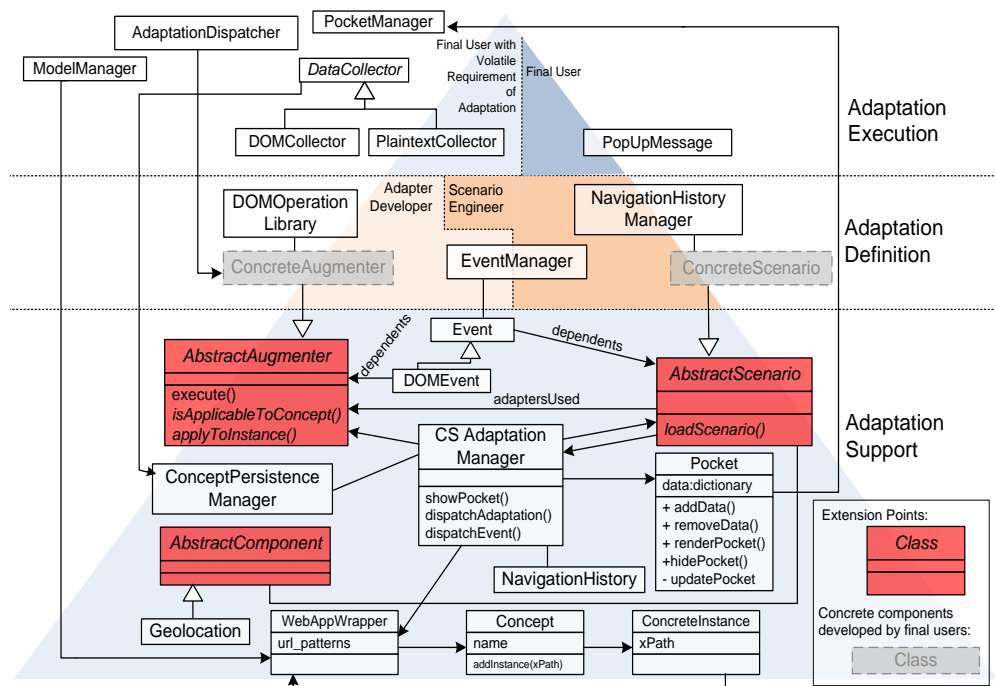 PocketManager
AdaptationDispatcher
ModelManager
DataCollector
Final User with
Volatile
Requirement
of
Adaptation
Final User
DOMCollector
PlaintextCollector
PopUpMessage
Adaptation
Execution
DOMOperation
Library
Adapter
Developer
Scenario
Engineer
NavigationHistory
Manager
ConcreteAugmenter
EventManager
ConcreteScenario
Adaptation
Definition
AbstractAugmenter
execute()
isApplicableToConcept()
applyToInstance()
dependents
Event
DOMEvent
dependents
adaptersUsed
AbstractScenario
loadScenario()
Adaptation
Support
CS Adaptation
Manager
showPocket()
dispatchAdaptation()
dispatchEvent()
ConceptPersistence
Manager
Pocket
data:dictionary
+ addData()
+ removeData()
+ renderPocket()
+hidePocket()
- updatePocket
AbstractComponent
NavigationHistory
Geolocation
WebAppWrapper
url_patterns
Concept
name
addInstance(xPath)
ConcreteInstance
xPath
Extension Points:
Class
Concrete components
developed by final users:
Class